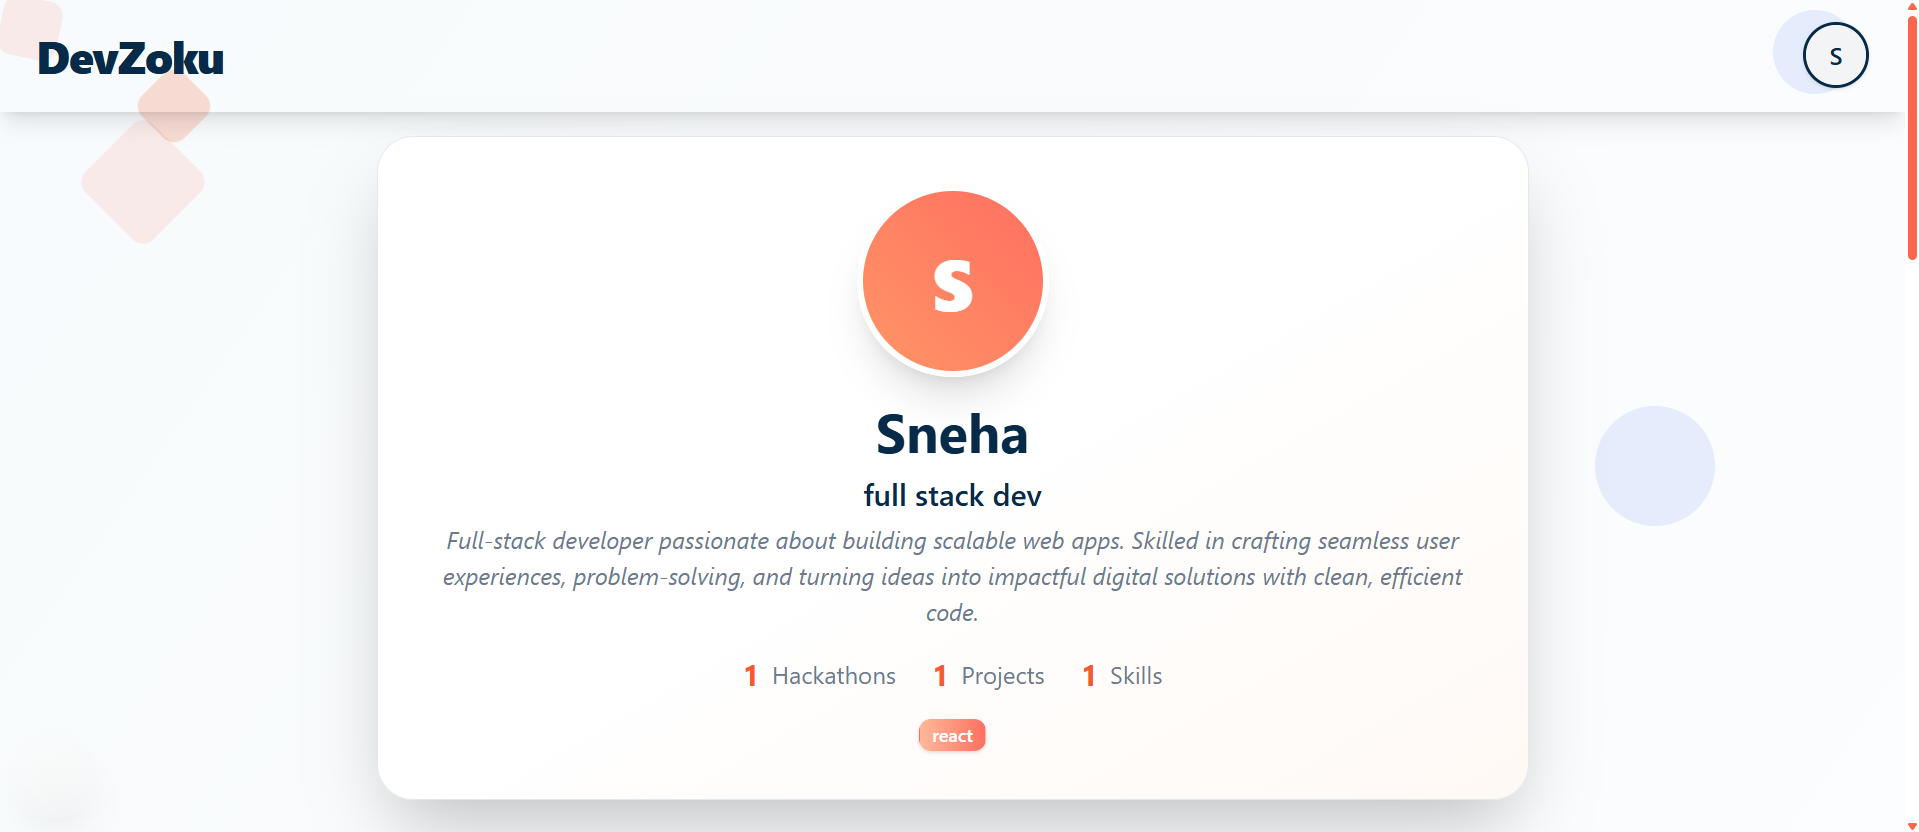 DevZoku
S
S
Sneha
full stack dev
Full-stack developer passionate about building scalable web apps. Skilled in crafting seamless user
experiences, problem-solving, and turning ideas into impactful digital solutions with clean, efficient
code.
1 Hackathons 1 Projects 1 Skills
react